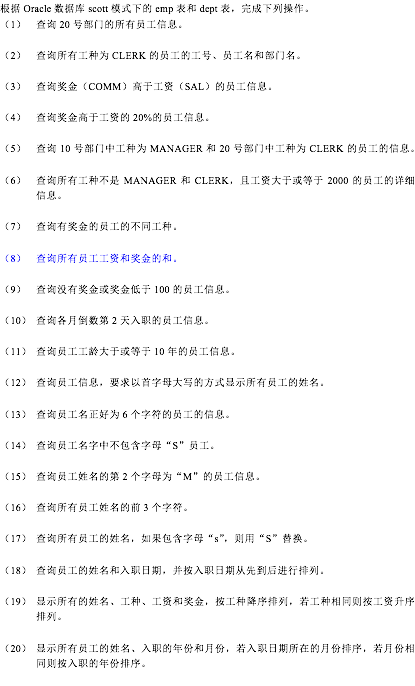 根据 Oracle 数据库 scott 模式下的 emp 表和 dept 表，完成下列操作。
（1） 查询 20 号部门的所有员工信息。
（2） 查询所有工种为 CLERK 的员工的工号、员工名和部门名。
（3） 查询奖金（COMM）高于工资（SAL）的员工信息。
（4） 查询奖金高于工资的 20%的员工信息。
（5） 查询 10 号部门中工种为 MANAGER 和 20 号部门中工种为 CLERK 的员工的信息。
（6） 查询所有工种不是 MANAGER 和 CLERK，且工资大于或等于 2000 的员工的详细
信息。
（7） 查询有奖金的员工的不同工种。
（8） 查询所有员工工资和奖金的和。
（9） 查询没有奖金或奖金低于 100 的员工信息。
（10） 查询各月倒数第 2 天入职的员工信息。
（11） 查询员工工龄大于或等于 10 年的员工信息。
（12） 查询员工信息，要求以首字母大写的方式显示所有员工的姓名。
（13） 查询员工名正好为 6 个字符的员工的信息。
（14） 查询员工名字中不包含字母“S”员工。
（15） 查询员工姓名的第 2 个字母为“M”的员工信息。
（16） 查询所有员工姓名的前 3 个字符。
（17） 查询所有员工的姓名，如果包含字母“s”，则用“S”替换。
（18） 查询员工的姓名和入职日期，并按入职日期从先到后进行排列。
（19） 显示所有的姓名、工种、工资和奖金，按工种降序排列，若工种相同则按工资升序
排列。
（20） 显示所有员工的姓名、入职的年份和月份，若入职日期所在的月份排序，若月份相
同则按入职的年份排序。